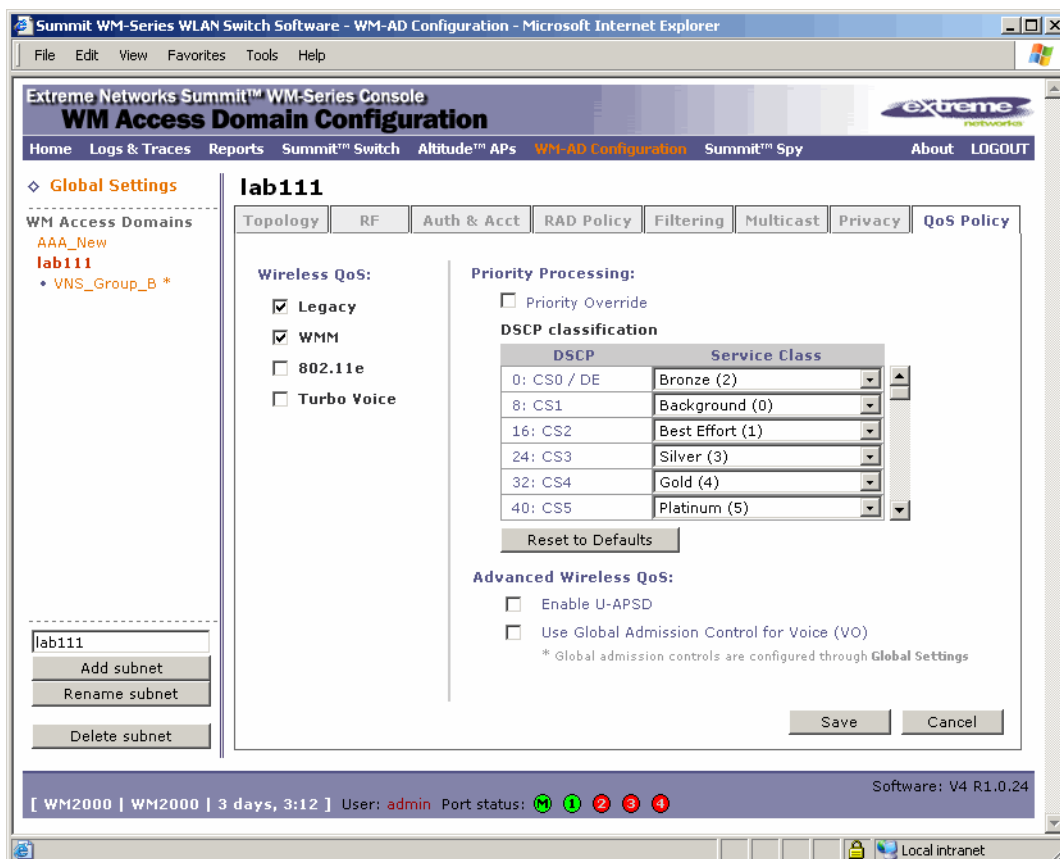 Summit WM-Series WLAN Switch Software - WM-AD Configuration - Microsoft Internet Explorer
File Edit View Favorites Tools Help
Extreme Networks Summit™ WM-Series Console
WM Access Domain Configuration
extreme networks
Home Logs & Traces Reports Summit™ Switch Altitude™ APs WM-AD Configuration Summit™ Spy About LOGOUT
Global Settings
WM Access Domains
AAA_New
lab111
• VNS_Group_B *
lab111
Add subnet
Rename subnet
Delete subnet
lab111
Topology RF Auth & Acct RAD Policy Filtering Multicast Privacy QoS Policy
Wireless QoS:
Legacy
WMM
802.11e
Turbo Voice
Priority Processing:
Priority Override
DSCP classification
DSCP Service Class
0: CS0 / DE Bronze (2)
8: CS1 Background (0)
16: CS2 Best Effort (1)
24: CS3 Silver (3)
32: CS4 Gold (4)
40: CS5 Platinum (5)
Reset to Defaults
Advanced Wireless QoS:
Enable U-APSD
Use Global Admission Control for Voice (VO)
* Global admission controls are configured through Global Settings
Save Cancel
[ WM2000 | WM2000 | 3 days, 3:12 ] User: admin Port status: M 1 2 3 4
Software: V4 R1.0.24
Local intranet